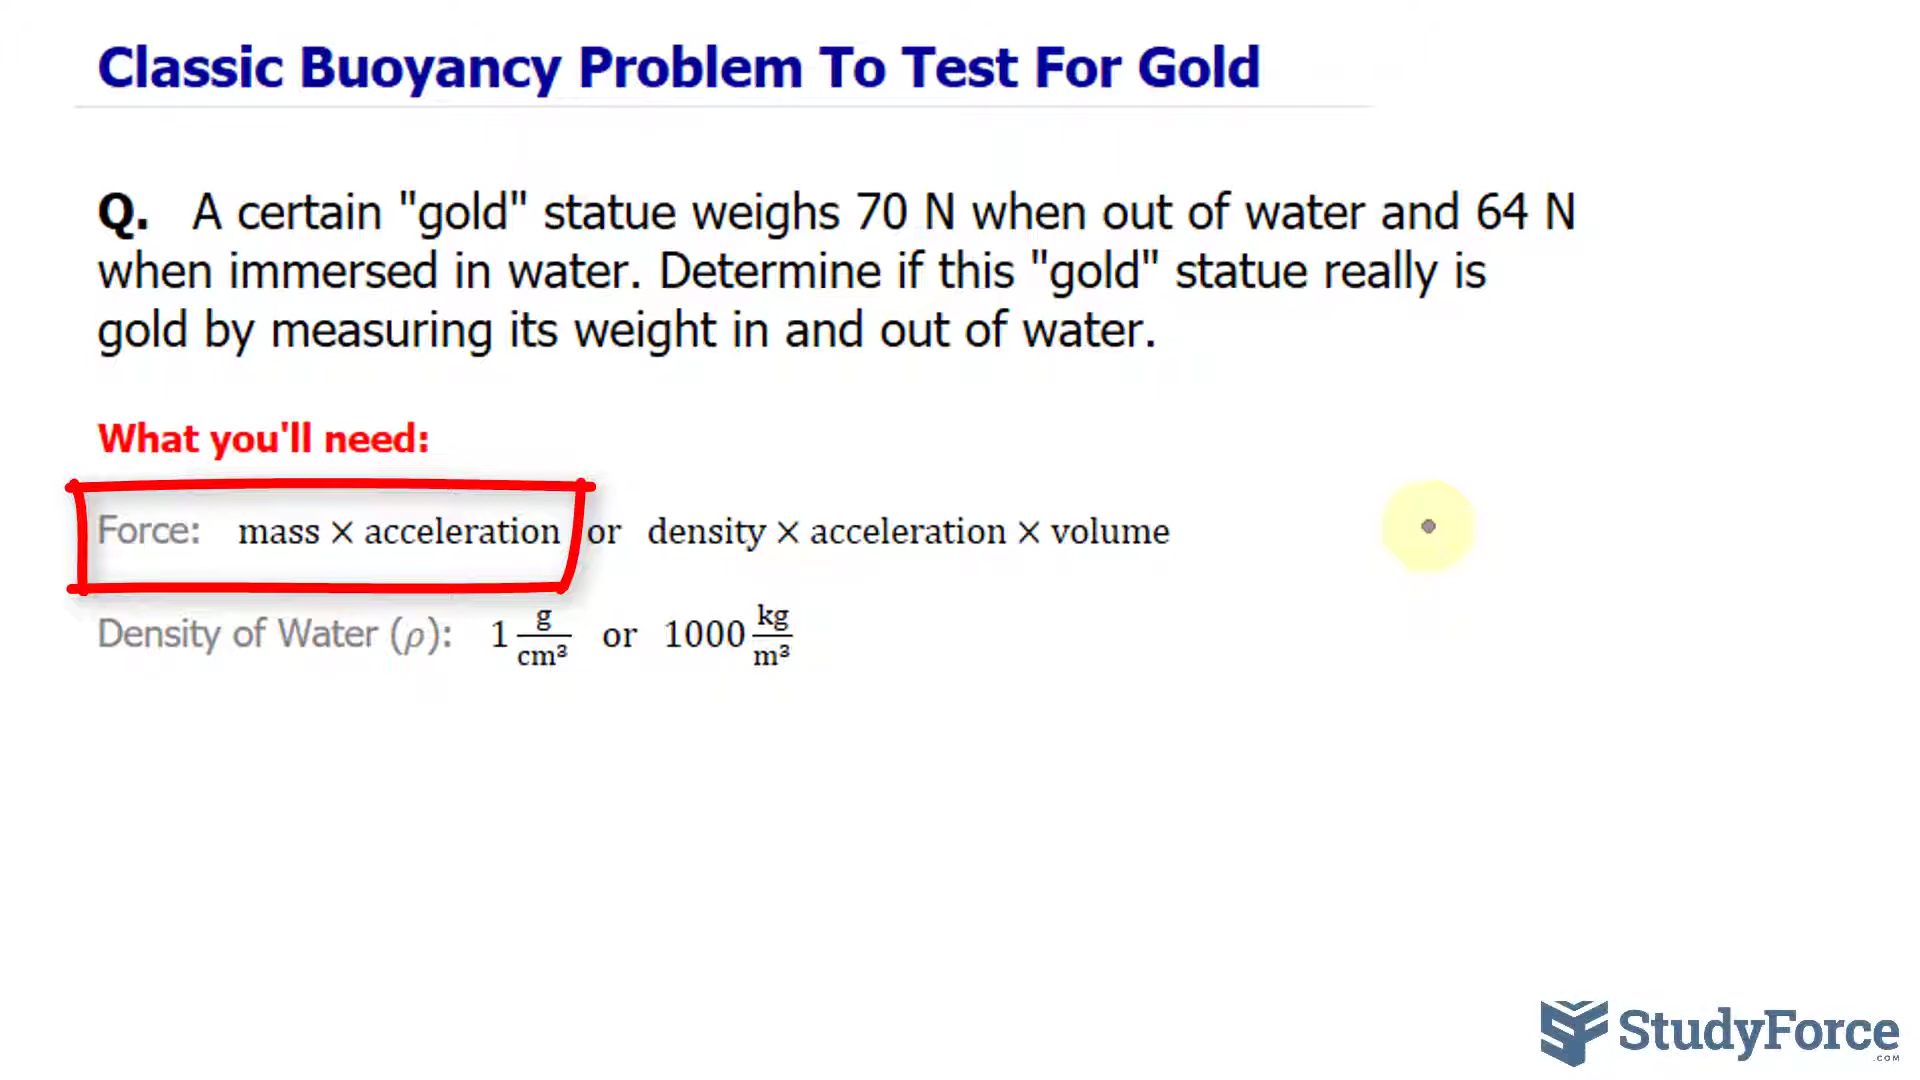 Classic Buoyancy Problem To Test For Gold
Q. A certain "gold" statue weighs 70 N when out of water and 64 N
when immersed in water. Determine if this "gold" statue really is
gold by measuring its weight in and out of water.
What you'll need:
Force: mass × acceleration or density × acceleration × volume
Density of Water (ρ): 1 g/cm³ or 1000 kg/m³
StudyForce
.COM